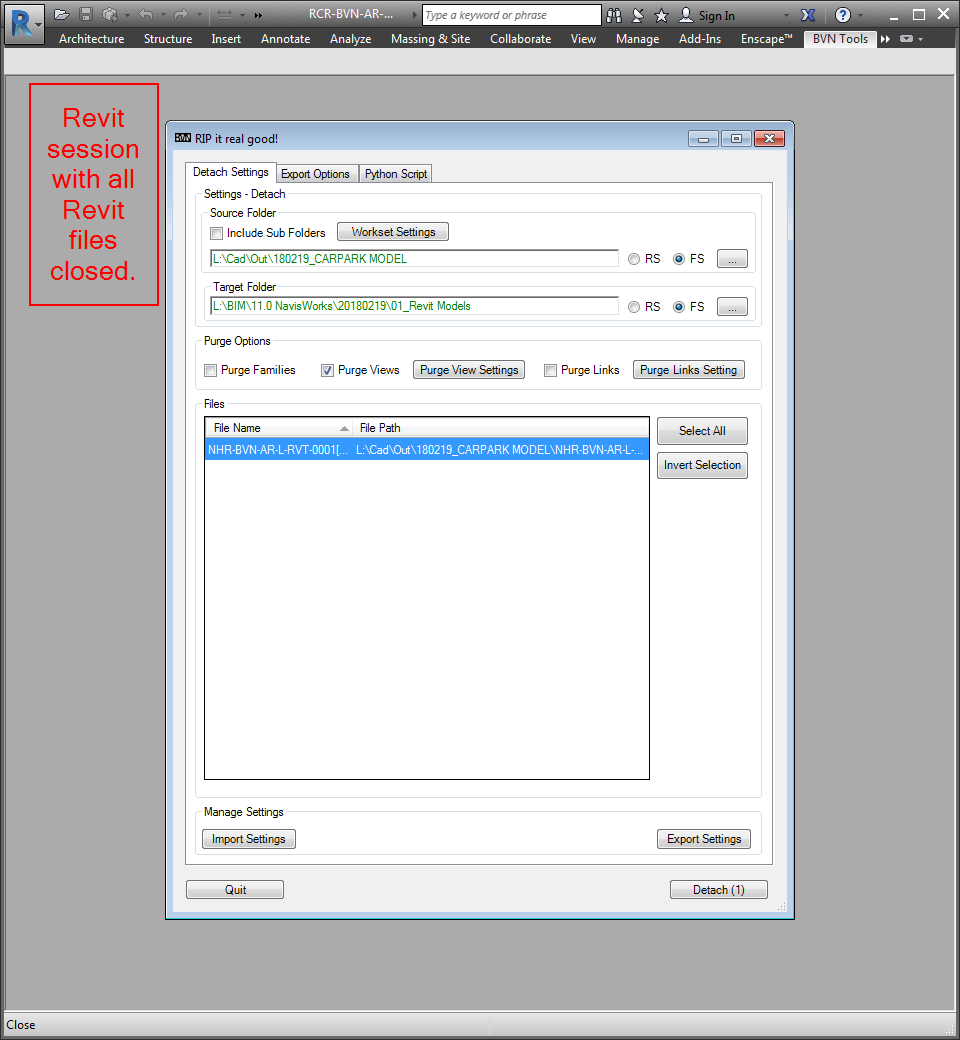 R
RCR-BVN-AR-...
Type a keyword or phrase
Sign In
X
?
Architecture Structure Insert Annotate Analyze Massing & Site Collaborate View Manage Add-Ins Enscape™ BVN Tools
Revit
session
with all
Revit
files
closed.
BVN RIP it real good!
Detach Settings Export Options Python Script
Settings - Detach
Source Folder
Include Sub Folders Workset Settings
L:\Cad\Out\180219_CARPARK MODEL RS FS ...
Target Folder
L:\BIM\11.0 NavisWorks\20180219\01_Revit Models RS FS ...
Purge Options
Purge Families Purge Views Purge View Settings Purge Links Purge Links Setting
Files
File Name File Path
Select All
NHR-BVN-AR-L-RVT-0001[... L:\Cad\Out\180219_CARPARK MODEL\NHR-BVN-AR-L-...
Invert Selection
Manage Settings
Import Settings Export Settings
Quit Detach (1)
Close